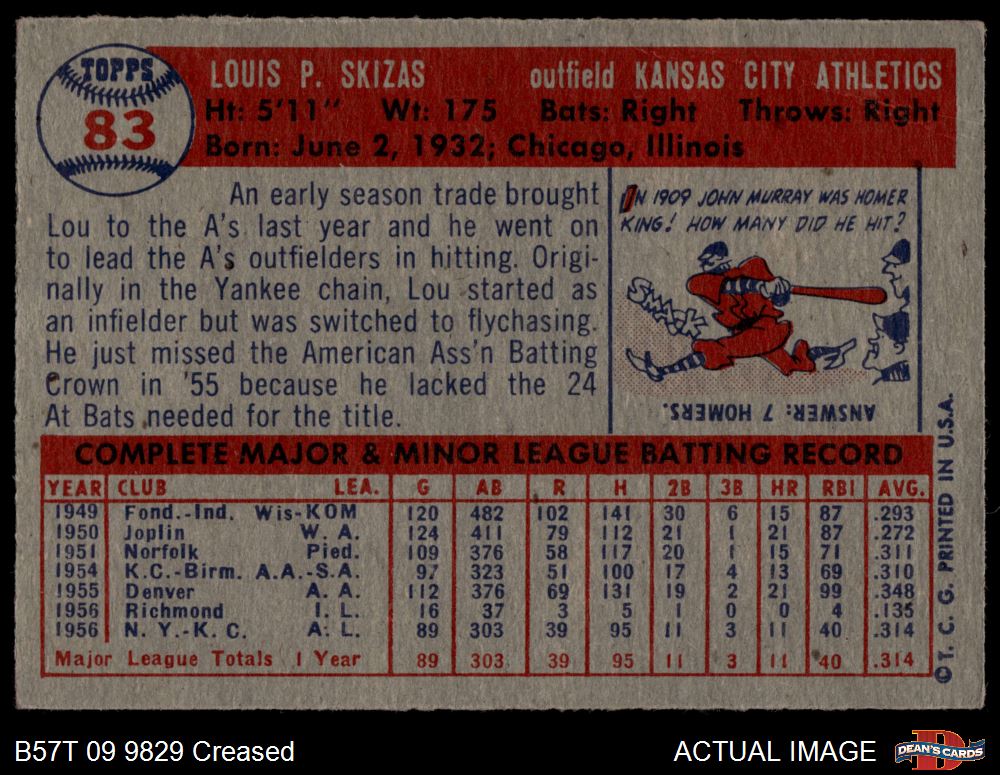 TOPPS
83
LOUIS P. SKIZAS outfield KANSAS CITY ATHLETICS
Ht: 5'11" Wt: 175 Bats: Right Throws: Right
Born: June 2, 1932; Chicago, Illinois
An early season trade brought
Lou to the A's last year and he went on
to lead the A's outfielders in hitting. Origi-
nally in the Yankee chain, Lou started as
an infielder but was switched to flychasing.
He just missed the American Ass'n Batting
Crown in '55 because he lacked the 24
At Bats needed for the title.
IN 1909 JOHN MURRAY WAS HOMER
KING! HOW MANY DID HE HIT?
SMACK
ANSWER: 7 HOMERS.
COMPLETE MAJOR & MINOR LEAGUE BATTING RECORD
YEAR CLUB LEA. G AB R H 2B 3B HR RBI AVG.
1949 Fond.-Ind. Wis-KOM 120 482 102 141 30 6 15 87 .293
1950 Joplin W. A. 124 411 79 112 21 1 21 87 .272
1951 Norfolk Pied. 109 376 58 117 20 1 15 71 .311
1954 K.C.-Birm. A.A.-S.A. 97 323 51 100 17 4 13 69 .310
1955 Denver A. A. 112 376 69 131 19 2 21 99 .348
1956 Richmond I. L. 16 37 3 5 1 0 0 4 .135
1956 N. Y.-K. C. A. L. 89 303 39 95 11 3 11 40 .314
Major League Totals 1 Year 89 303 39 95 11 3 11 40 .314
© T. C. G. PRINTED IN U.S.A.
B57T 09 9829 Creased
ACTUAL IMAGE
D
DEAN'S CARDS